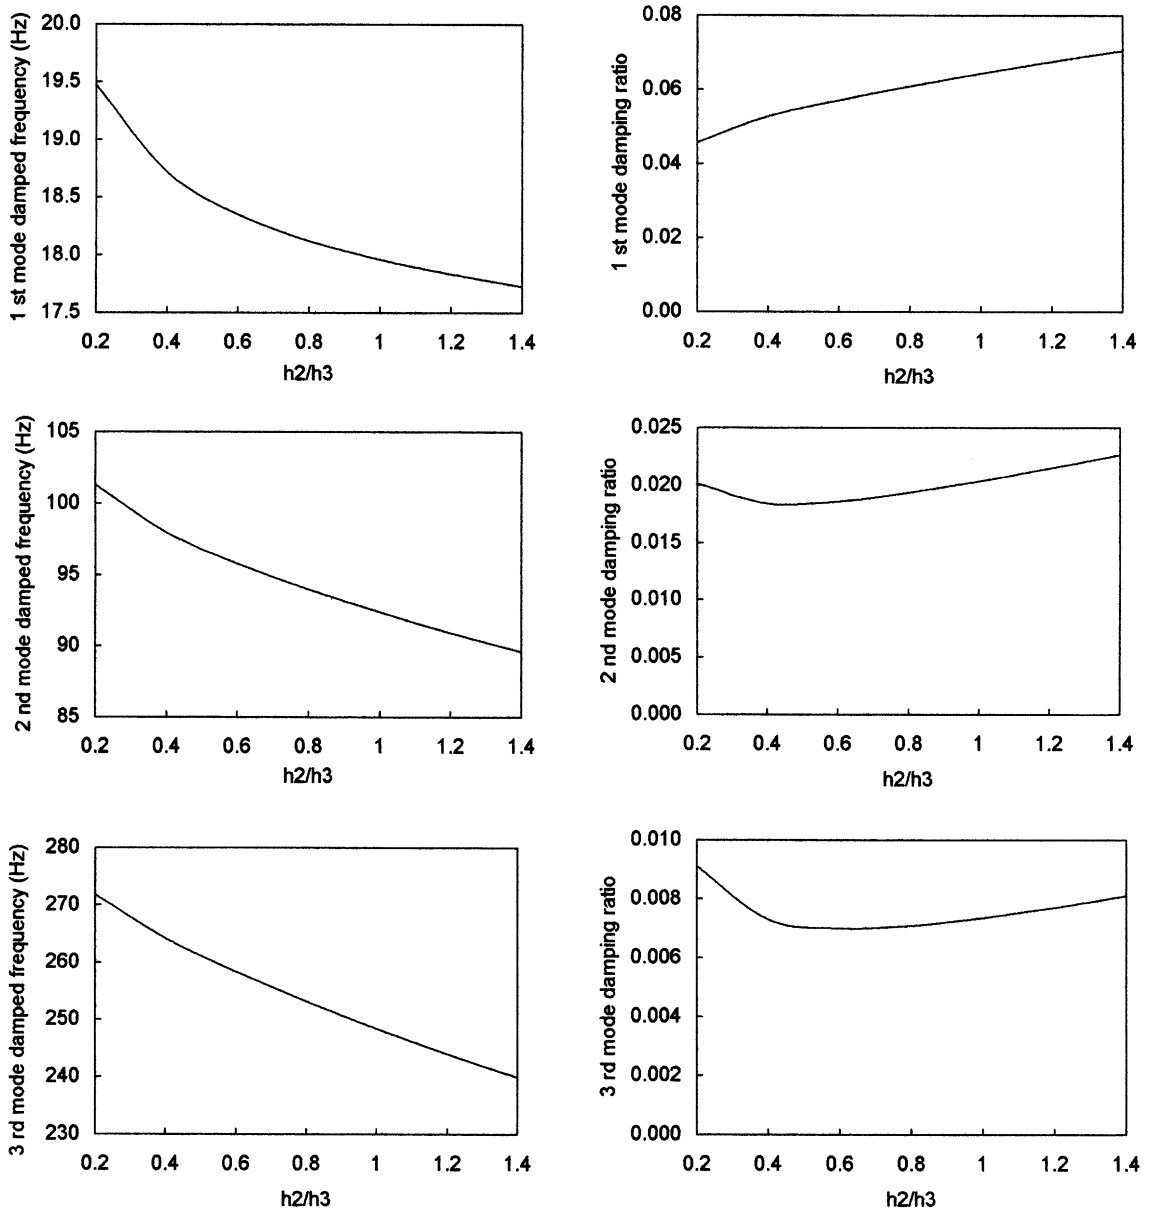 1 st mode damped frequency (Hz)
20.0
19.5
19.0
18.5
18.0
17.5
0.2 0.4 0.6 0.8 1 1.2 1.4
h2/h3
1 st mode damping ratio
0.08
0.06
0.04
0.02
0.00
0.2 0.4 0.6 0.8 1 1.2 1.4
h2/h3
2 nd mode damped frequency (Hz)
105
100
95
90
85
0.2 0.4 0.6 0.8 1 1.2 1.4
h2/h3
2 nd mode damping ratio
0.025
0.020
0.015
0.010
0.005
0.000
0.2 0.4 0.6 0.8 1 1.2 1.4
h2/h3
3 rd mode damped frequency (Hz)
280
270
260
250
240
230
0.2 0.4 0.6 0.8 1 1.2 1.4
h2/h3
3 rd mode damping ratio
0.010
0.008
0.006
0.004
0.002
0.000
0.2 0.4 0.6 0.8 1 1.2 1.4
h2/h3